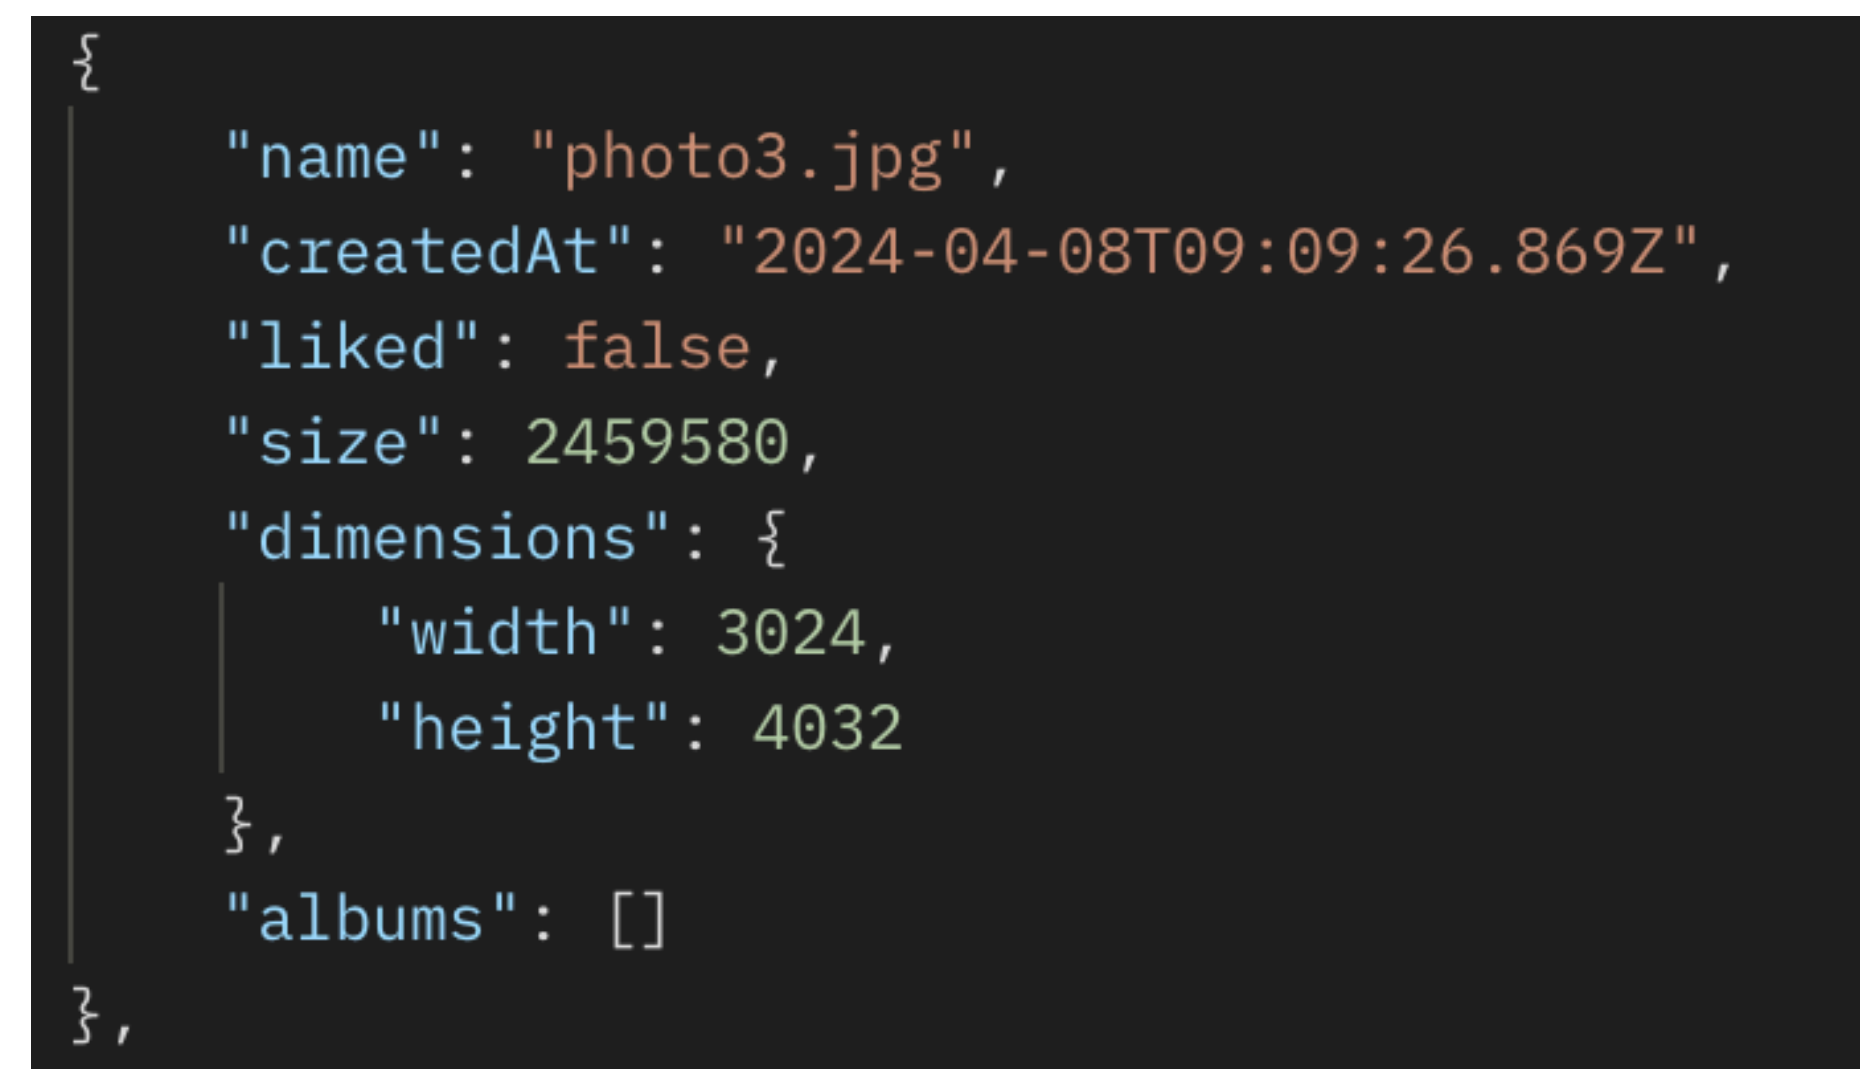 {
    "name": "photo3.jpg",
    "createdAt": "2024-04-08T09:09:26.869Z",
    "liked": false,
    "size": 2459580,
    "dimensions": {
        "width": 3024,
        "height": 4032
    },
    "albums": []
},